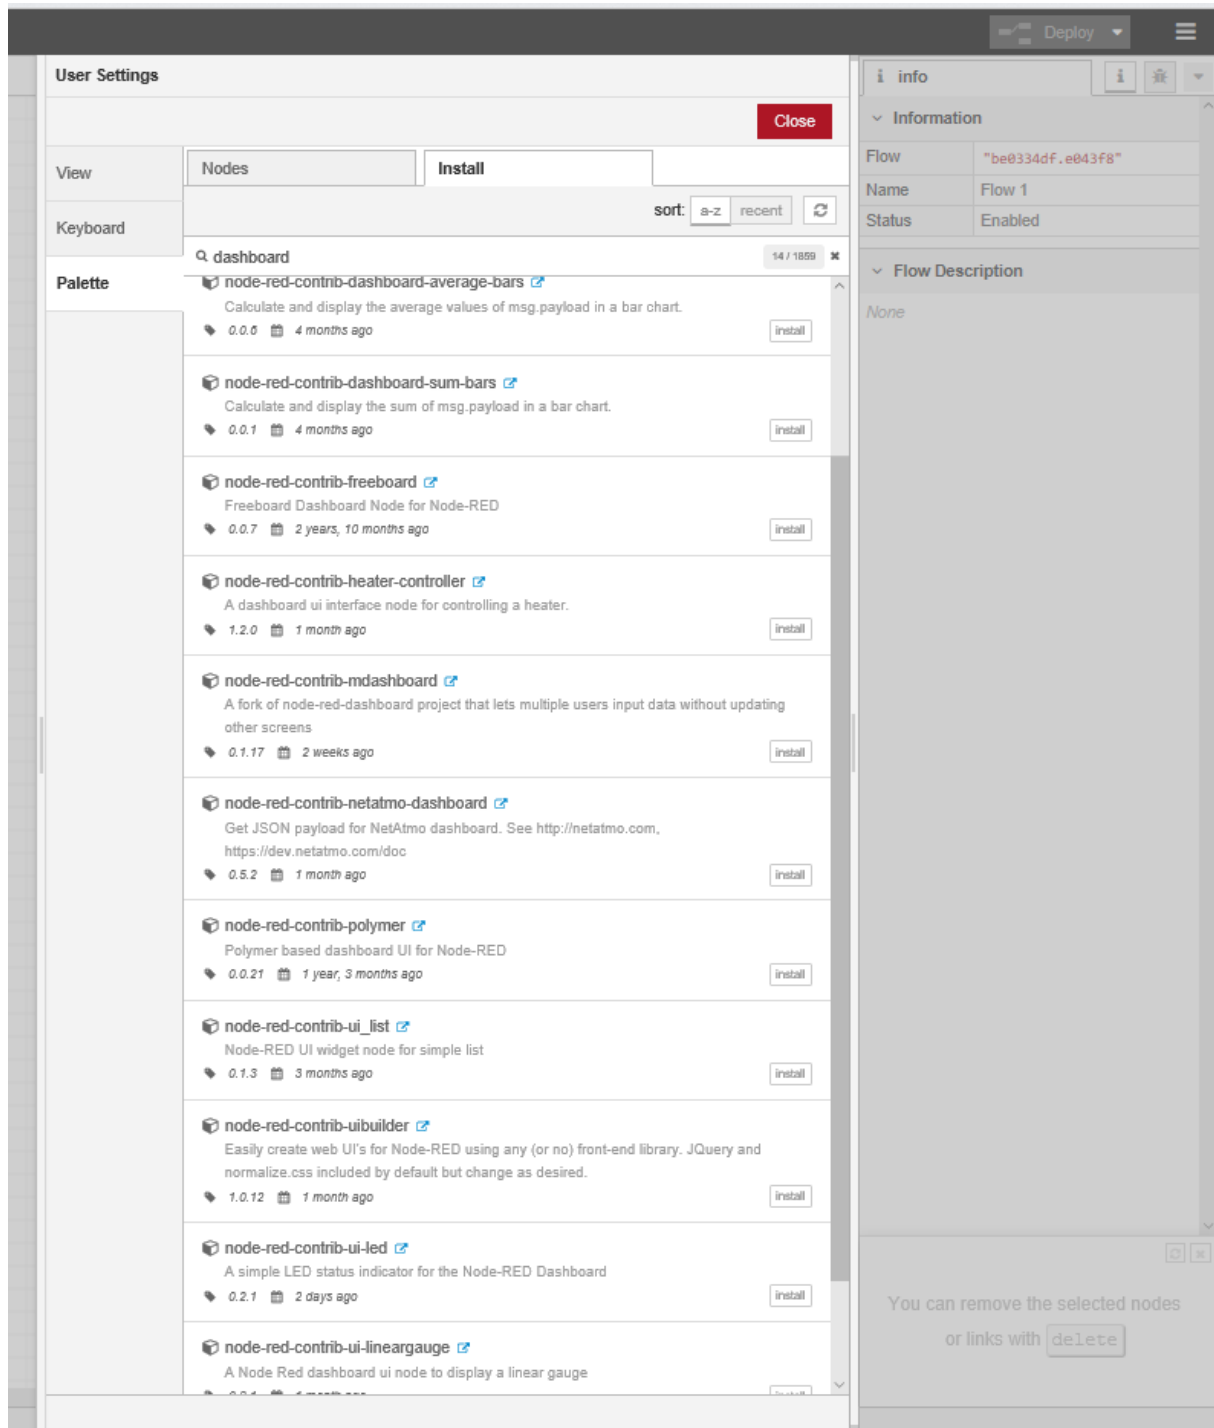 Deploy
User Settings
Close
View
Keyboard
Palette
Nodes
Install
sort: a-z recent
dashboard
14 / 1859
node-red-contrib-dashboard-average-bars
Calculate and display the average values of msg.payload in a bar chart.
0.0.6 4 months ago
install
node-red-contrib-dashboard-sum-bars
Calculate and display the sum of msg.payload in a bar chart.
0.0.1 4 months ago
install
node-red-contrib-freeboard
Freeboard Dashboard Node for Node-RED
0.0.7 2 years, 10 months ago
install
node-red-contrib-heater-controller
A dashboard ui interface node for controlling a heater.
1.2.0 1 month ago
install
node-red-contrib-mdashboard
A fork of node-red-dashboard project that lets multiple users input data without updating
other screens
0.1.17 2 weeks ago
install
node-red-contrib-netatmo-dashboard
Get JSON payload for NetAtmo dashboard. See http://netatmo.com,
https://dev.netatmo.com/doc
0.5.2 1 month ago
install
node-red-contrib-polymer
Polymer based dashboard UI for Node-RED
0.0.21 1 year, 3 months ago
install
node-red-contrib-ui_list
Node-RED UI widget node for simple list
0.1.3 3 months ago
install
node-red-contrib-uibuilder
Easily create web UI's for Node-RED using any (or no) front-end library. JQuery and
normalize.css included by default but change as desired.
1.0.12 1 month ago
install
node-red-contrib-ui-led
A simple LED status indicator for the Node-RED Dashboard
0.2.1 2 days ago
install
node-red-contrib-ui-lineargauge
A Node Red dashboard ui node to display a linear gauge
info
Information
Flow "be0334df.e043f8"
Name Flow 1
Status Enabled
Flow Description
None
You can remove the selected nodes
or links with delete